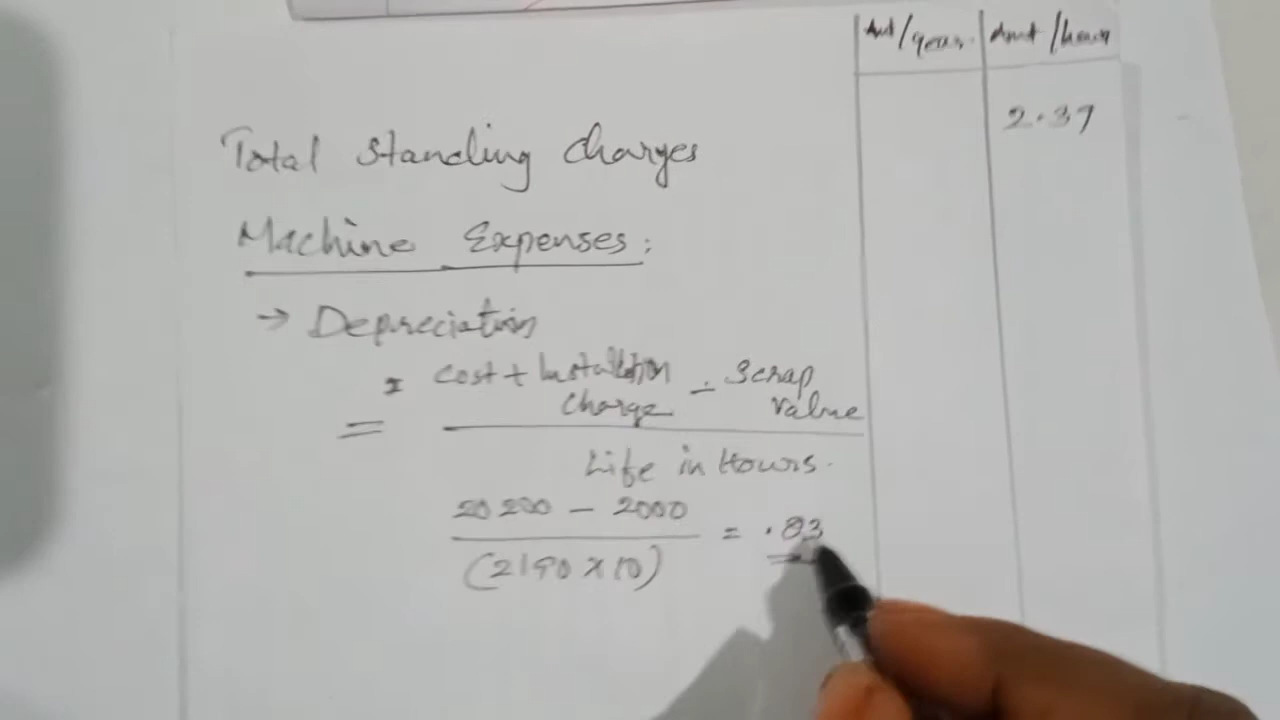 Amt/year Amt/hour
2.37
Total Standing Charges
Machine Expenses:
→ Depreciation
= Cost + Installation Charge - Scrap Value
=
Life in Hours.
20200 - 2000
(2190 x 10)
= .83